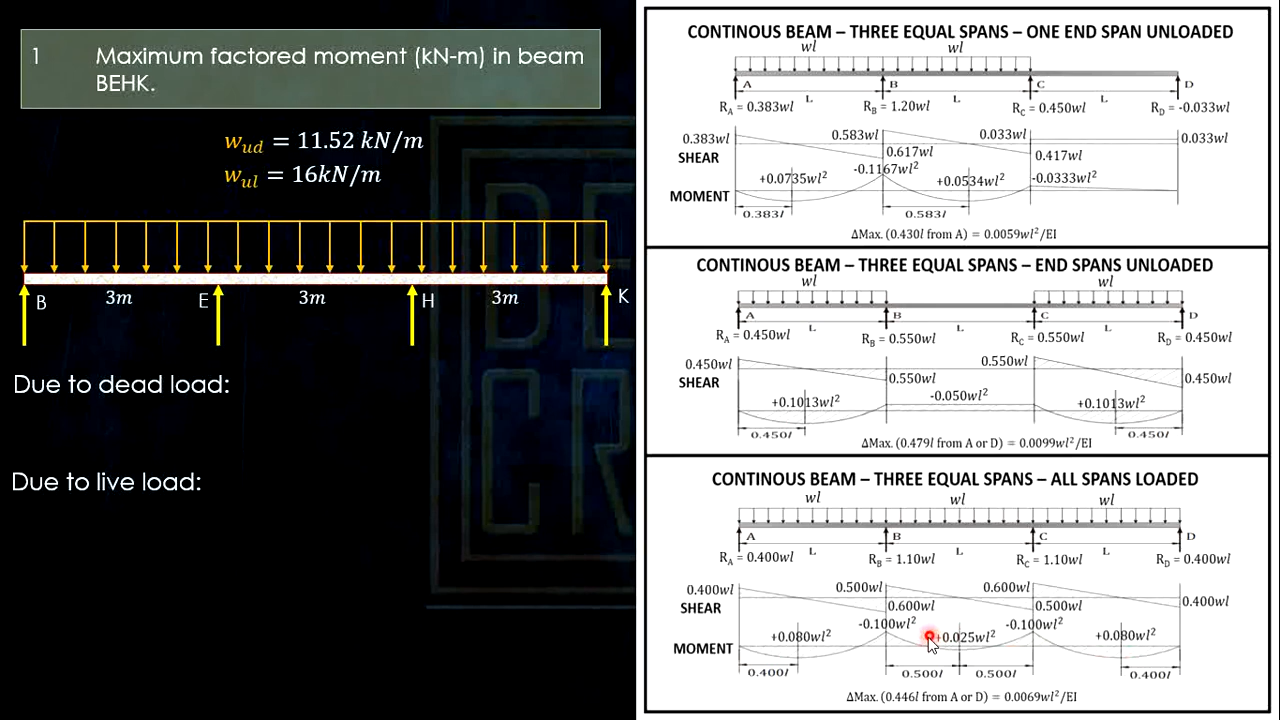 1 Maximum factored moment (kN-m) in beam
BEHK.
w_ud = 11.52 kN/m
w_ul = 16kN/m
B 3m E 3m H 3m K
Due to dead load:
Due to live load:
CONTINOUS BEAM – THREE EQUAL SPANS – ONE END SPAN UNLOADED
wl wl
A B C D
L L L
R_A = 0.383wl R_B = 1.20wl R_C = 0.450wl R_D = -0.033wl
0.383wl 0.583wl 0.033wl 0.033wl
SHEAR 0.617wl 0.417wl
+0.0735wl² -0.1167wl² +0.0534wl² -0.0333wl²
MOMENT
0.383l 0.583l
ΔMax. (0.430l from A) = 0.0059wl²/EI
CONTINOUS BEAM – THREE EQUAL SPANS – END SPANS UNLOADED
wl wl
A B C D
L L L
R_A = 0.450wl R_B = 0.550wl R_C = 0.550wl R_D = 0.450wl
0.450wl 0.550wl
SHEAR 0.550wl 0.450wl
+0.1013wl² -0.050wl² +0.1013wl²
0.450l 0.450l
ΔMax. (0.479l from A or D) = 0.0099wl²/EI
CONTINOUS BEAM – THREE EQUAL SPANS – ALL SPANS LOADED
wl wl wl
A B C D
L L L
R_A = 0.400wl R_B = 1.10wl R_C = 1.10wl R_D = 0.400wl
0.400wl 0.500wl 0.600wl
SHEAR 0.600wl 0.500wl 0.400wl
-0.100wl² -0.100wl²
+0.080wl² +0.025wl² +0.080wl²
MOMENT
0.400l 0.500l 0.500l 0.400l
ΔMax. (0.446l from A or D) = 0.0069wl²/EI